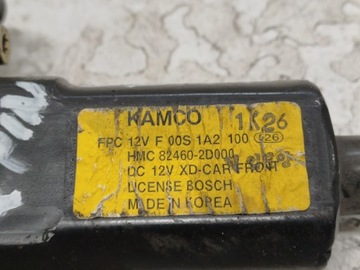 KAMCO 1K26
FPC 12V F 00S 1A2 100 626
HMC 82460-2D000
DC 12V XD-CAR FRONT
LICENSE BOSCH
MADE IN KOREA